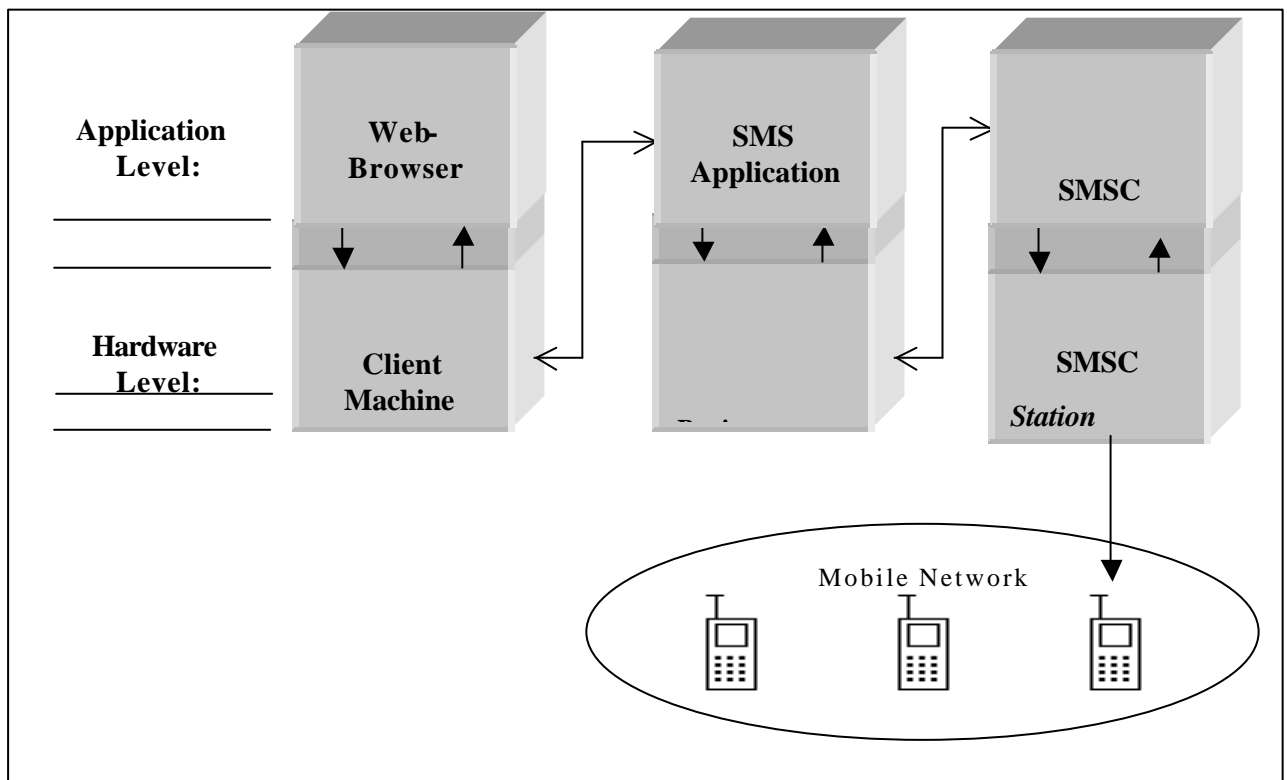 Application
Level:
Web-
Browser
SMS
Application
SMSC
Hardware
Level:
Client
Machine
SMSC
Station
Mobile Network